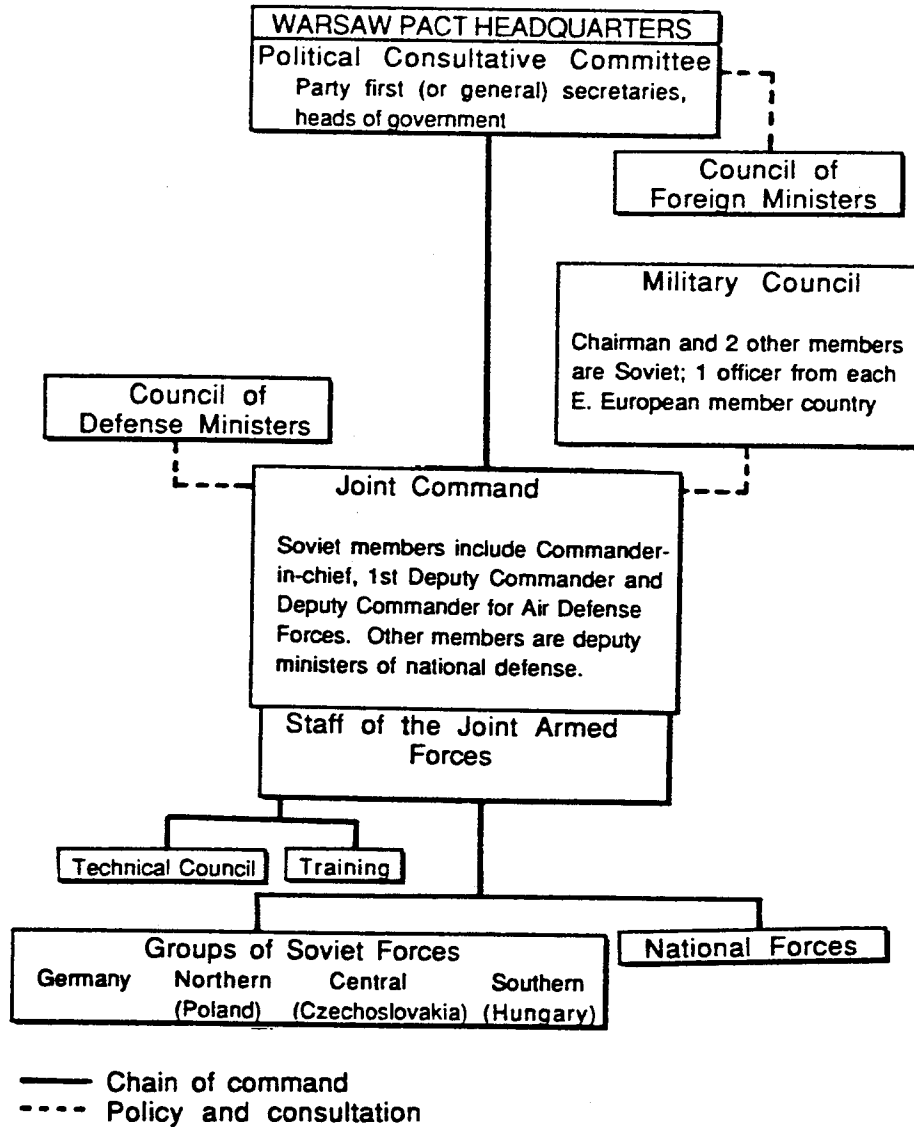 WARSAW PACT HEADQUARTERS
Political Consultative Committee
Party first (or general) secretaries,
heads of government
Council of
Foreign Ministers
Military Council
Chairman and 2 other members
are Soviet; 1 officer from each
E. European member country
Council of
Defense Ministers
Joint Command
Soviet members include Commander-
in-chief, 1st Deputy Commander and
Deputy Commander for Air Defense
Forces. Other members are deputy
ministers of national defense.
Staff of the Joint Armed
Forces
Technical Council
Training
Groups of Soviet Forces
Germany Northern Central Southern
(Poland) (Czechoslovakia) (Hungary)
National Forces
Chain of command
Policy and consultation